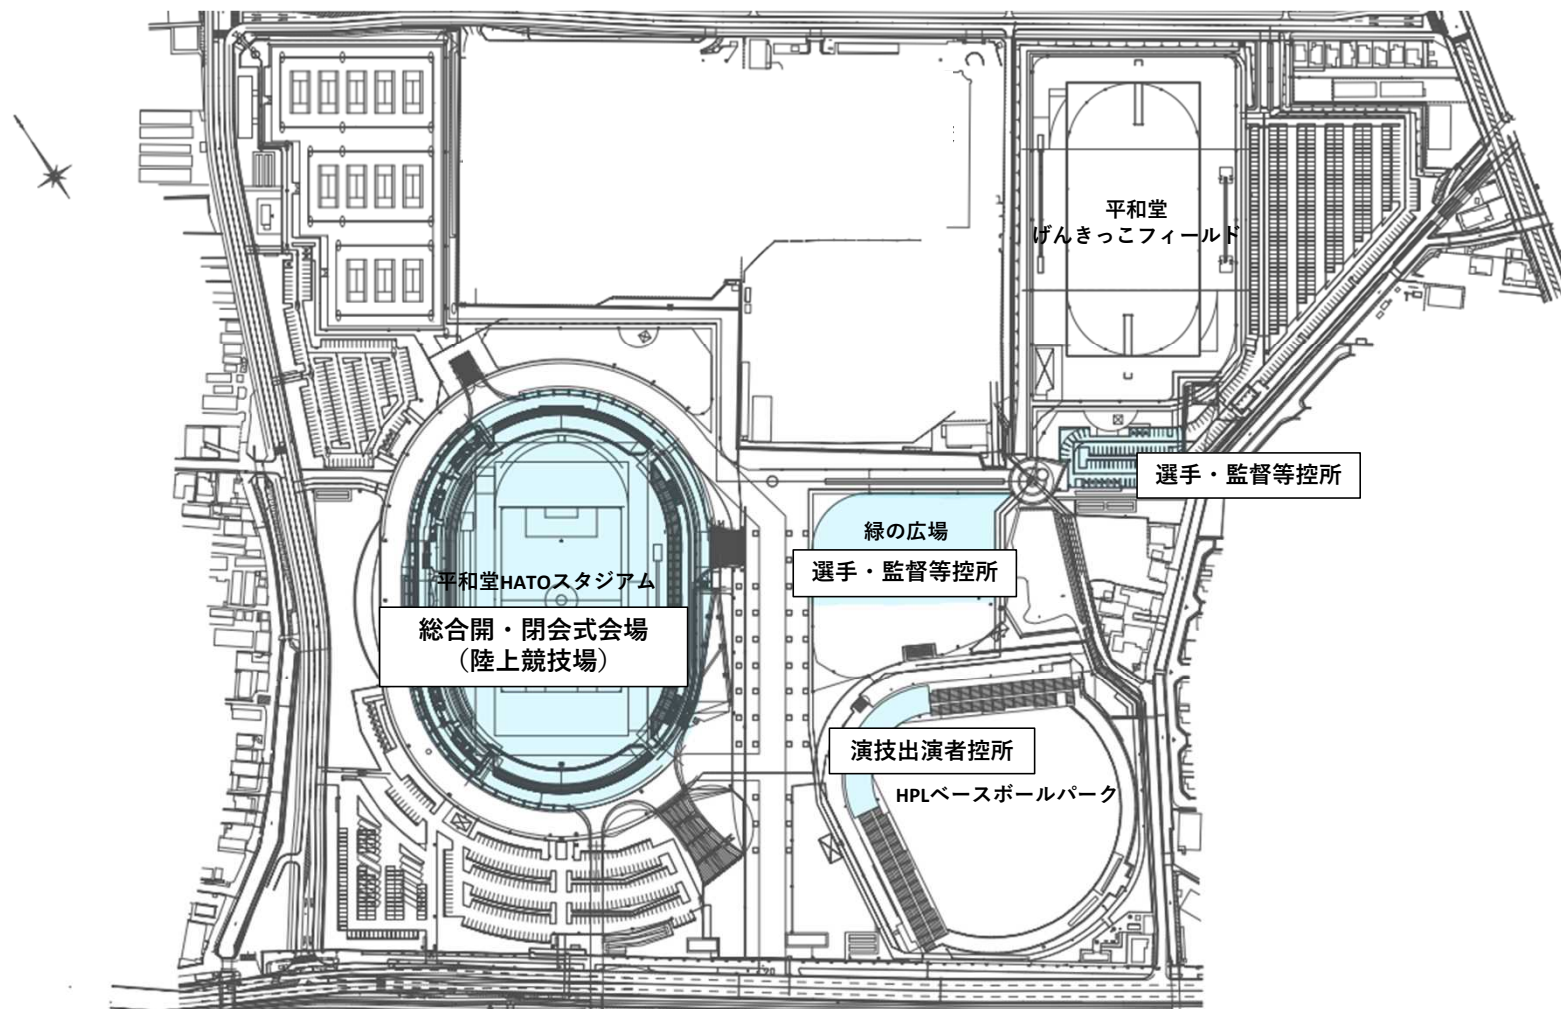 平和堂
げんきっこフィールド
選手・監督等控所
緑の広場
選手・監督等控所
平和堂HATOスタジアム
総合開・閉会式会場
（陸上競技場）
演技出演者控所
HPLベースボールパーク